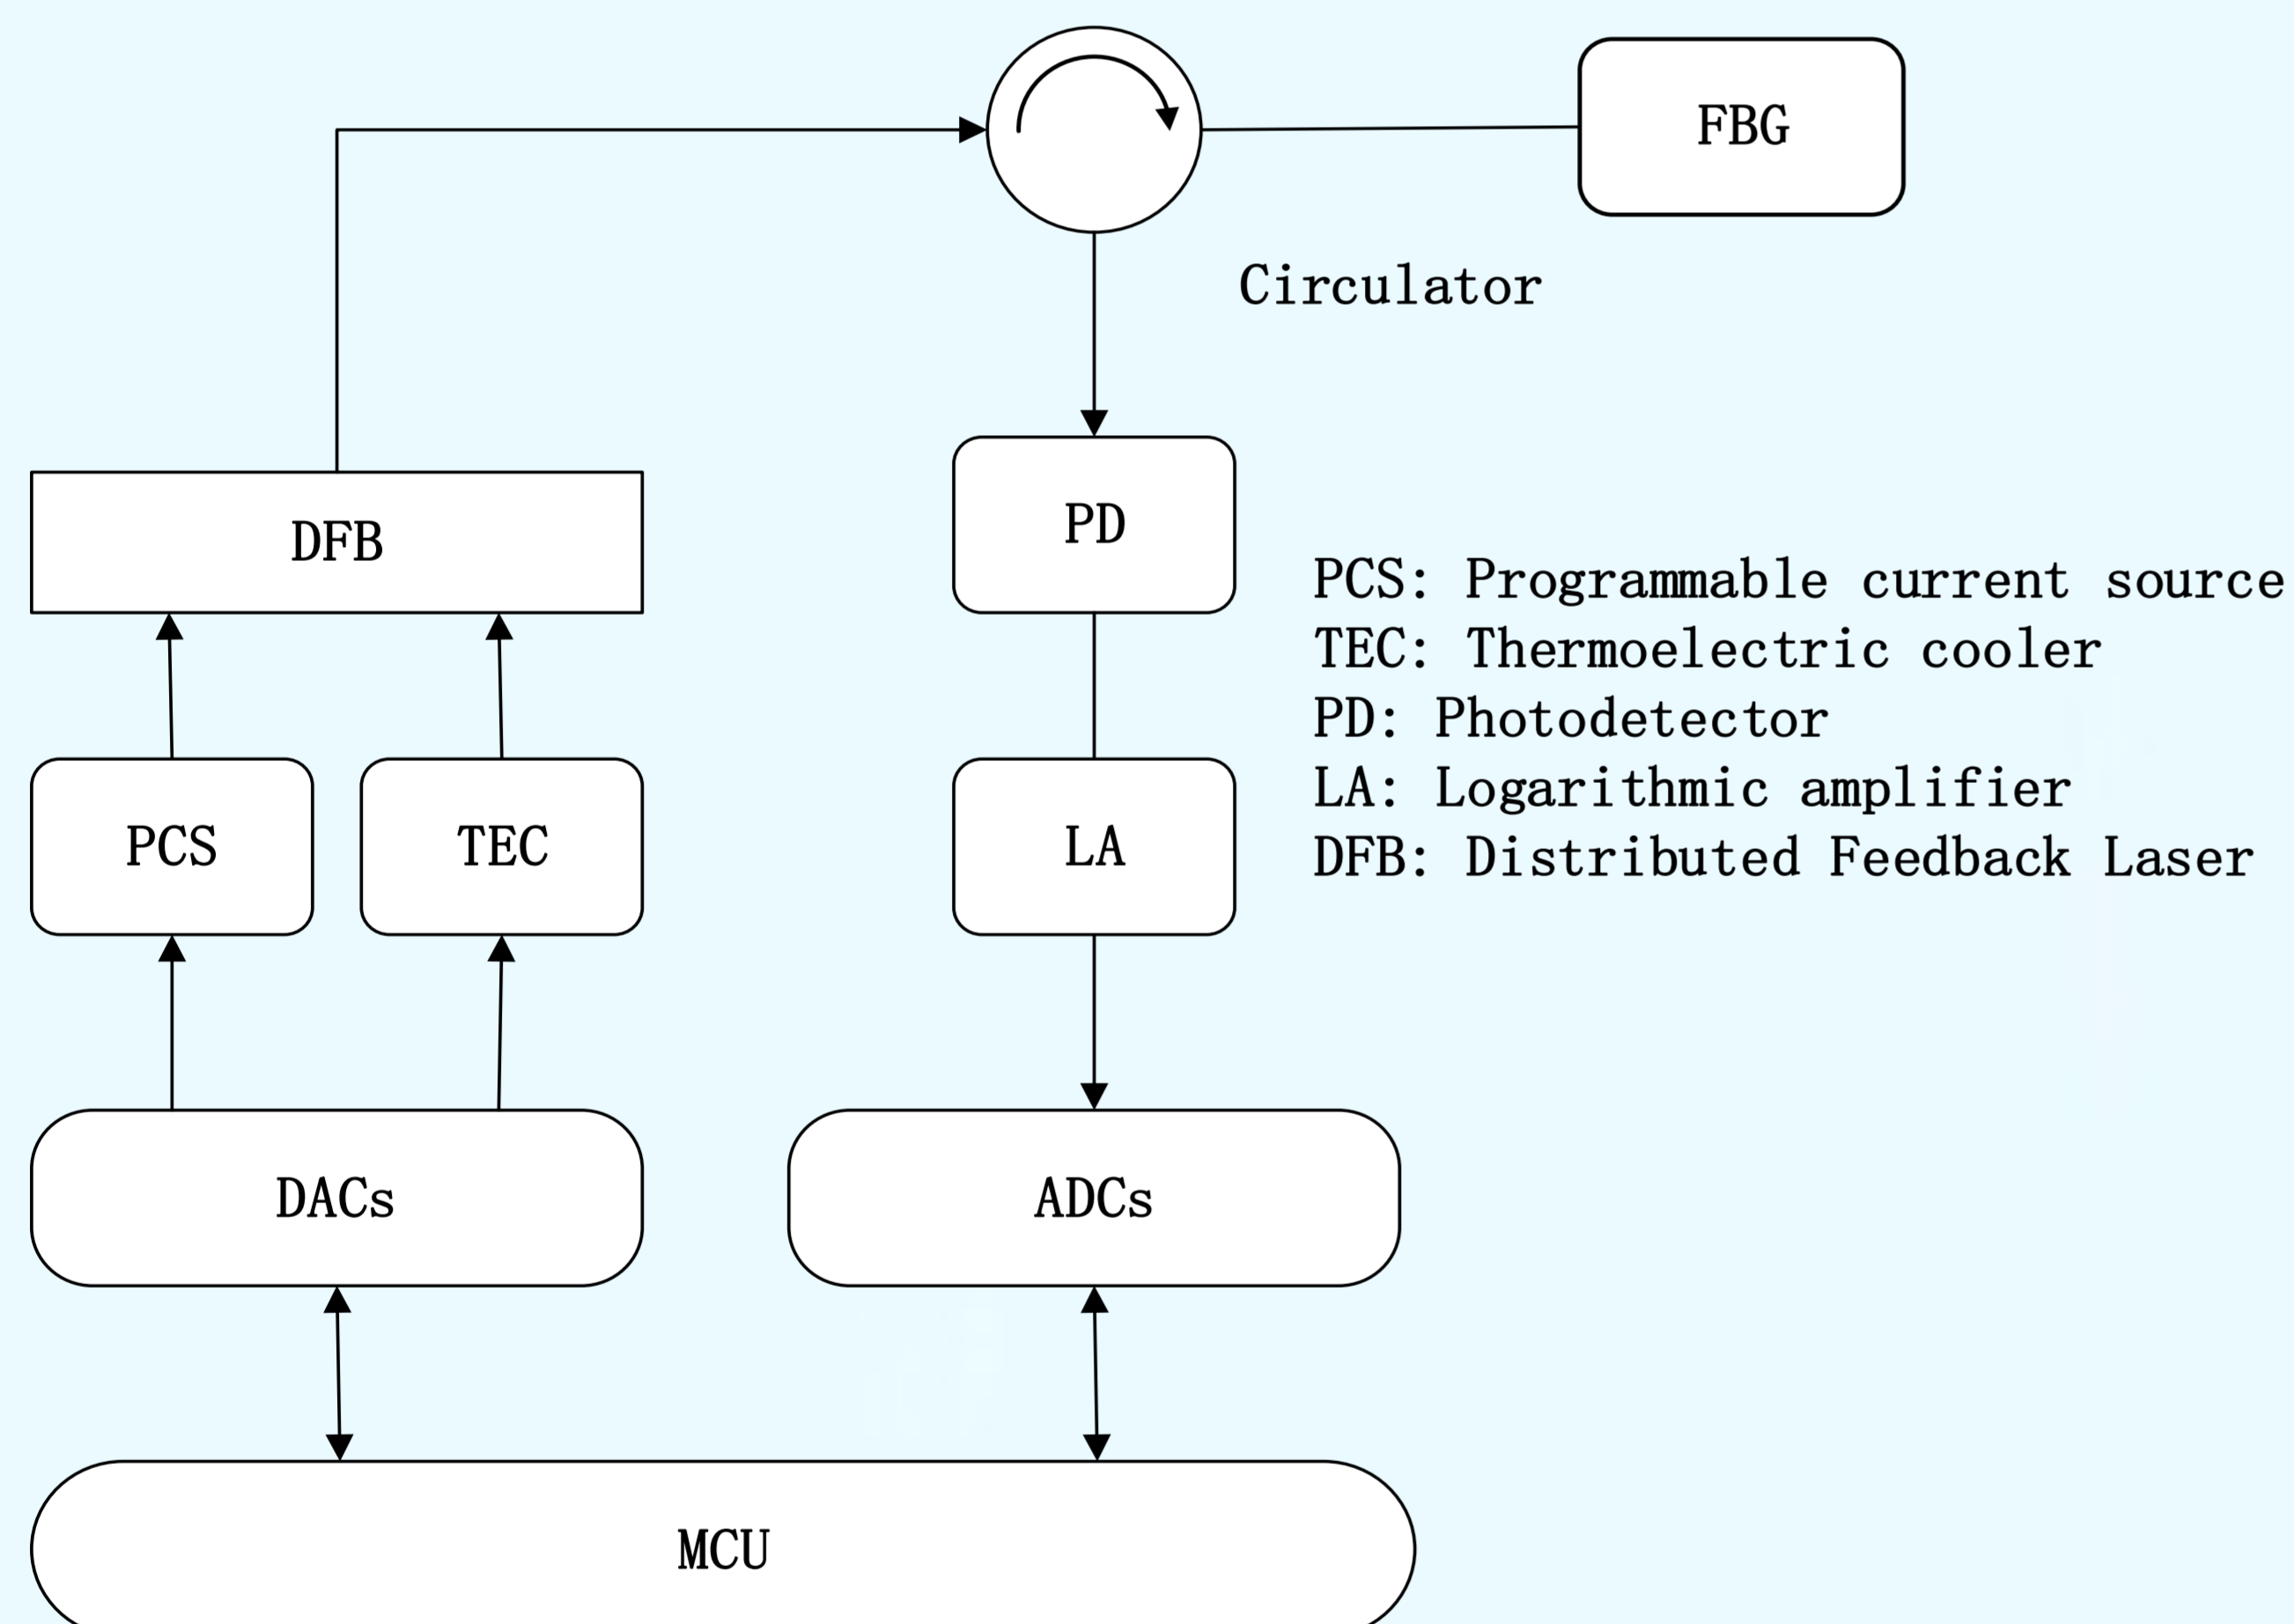 FBG
Circulator
DFB
PD
PCS: Programmable current source
TEC: Thermoelectric cooler
PD: Photodetector
LA: Logarithmic amplifier
DFB: Distributed Feedback Laser
PCS
TEC
LA
DACs
ADCs
MCU